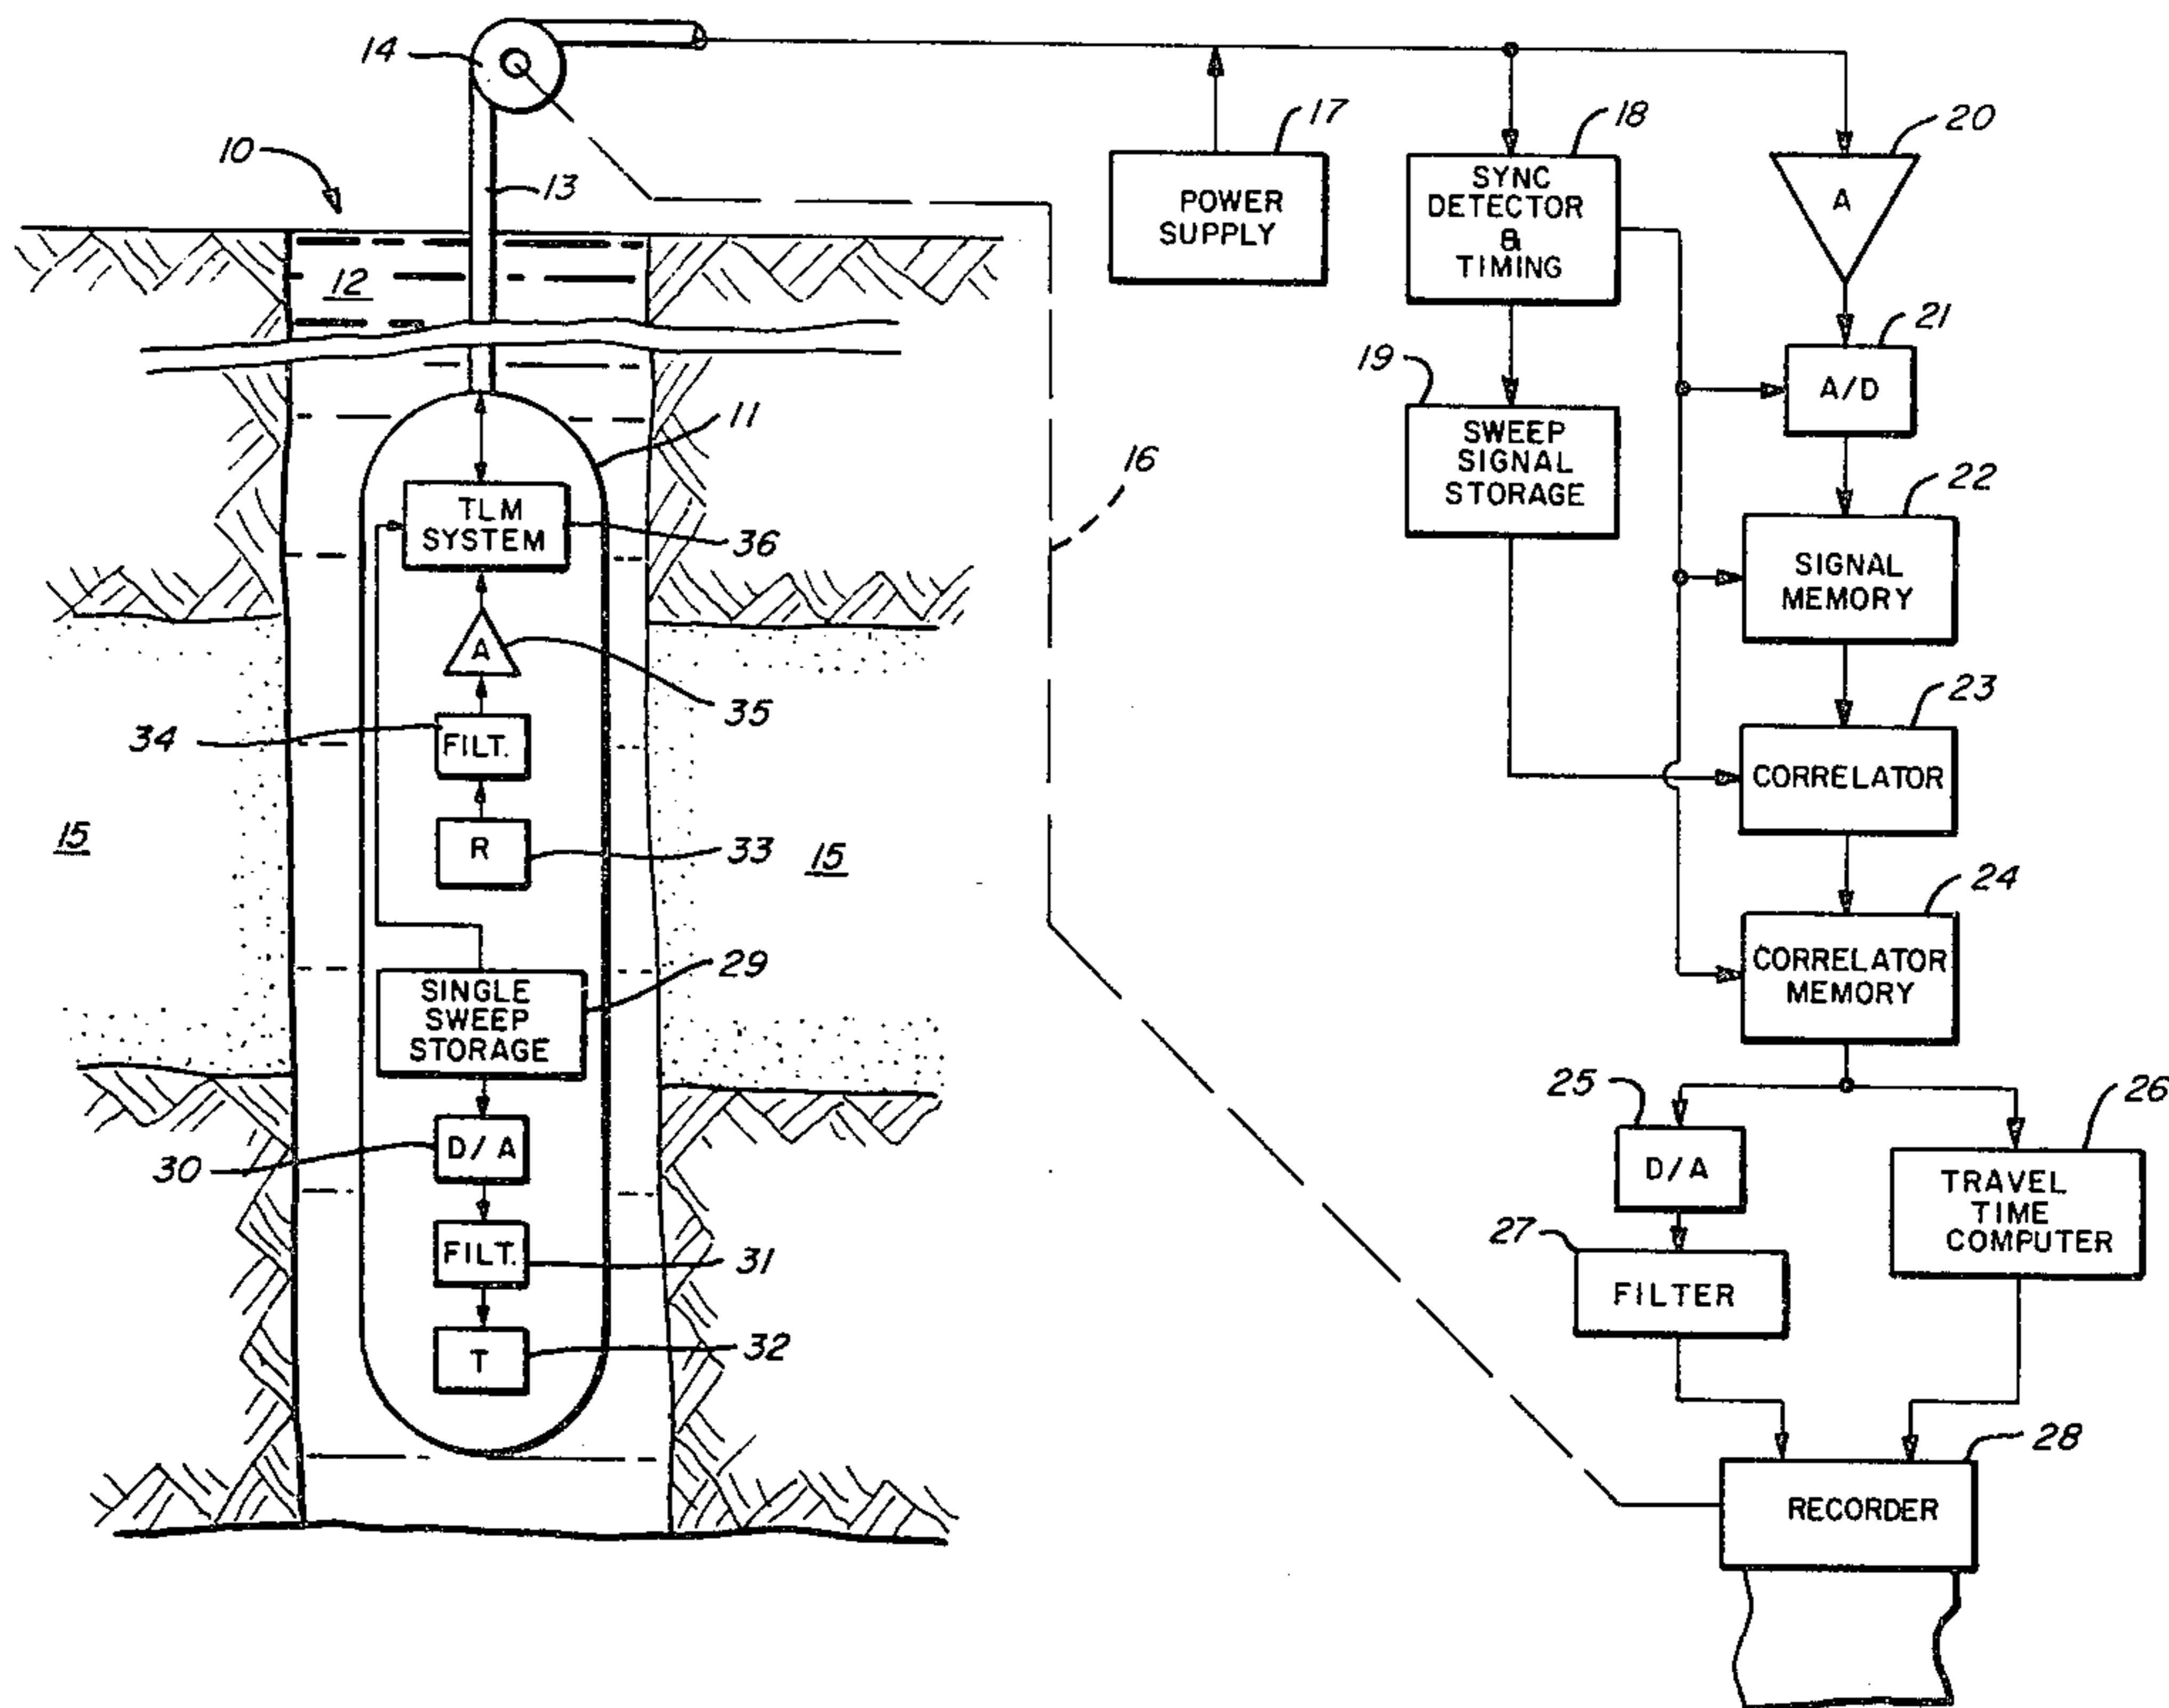 14
10
13
12
11
TLM
SYSTEM
36
A
35
34
FILT.
R
33
15
15
29
SINGLE
SWEEP
STORAGE
D/A
30
FILT.
31
T
32
16
17
POWER
SUPPLY
18
SYNC
DETECTOR
&
TIMING
20
A
19
SWEEP
SIGNAL
STORAGE
21
A/D
22
SIGNAL
MEMORY
23
CORRELATOR
24
CORRELATOR
MEMORY
25
D/A
26
TRAVEL
TIME
COMPUTER
27
FILTER
28
RECORDER